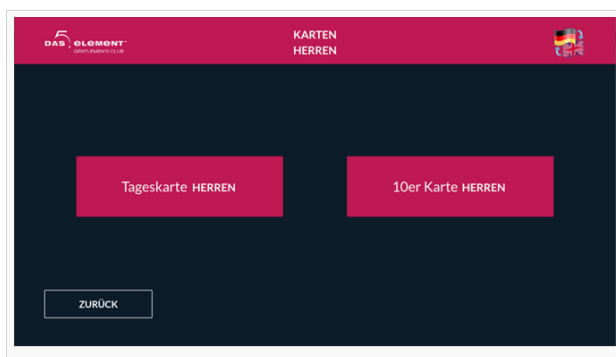 DAS 5 ELEMENT
GENTLEMEN'S CLUB
KARTEN
HERREN
Tageskarte HERREN
10er Karte HERREN
ZURÜCK